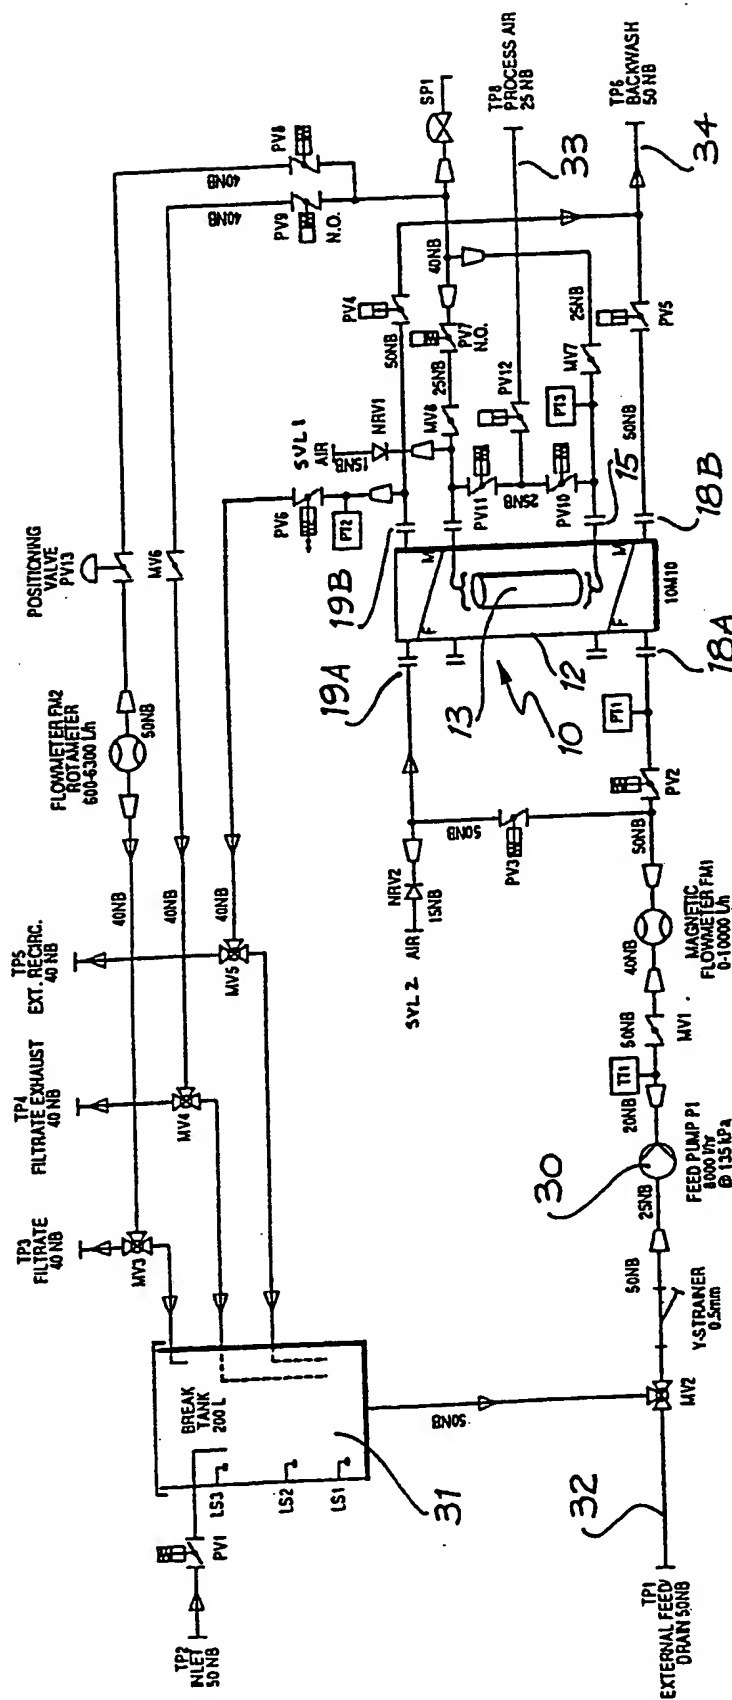 TP2
INLET
50 NB
PV1
LS3
LS2
LS1
BREAK
TANK
200 L
31
TP3
FILTRATE
40 NB
MV3
TP4
FILTRATE EXHAUST
40 NB
MV4
TP5
EXT. RECIRC.
40 NB
MV5
40NB
40NB
40NB
FLOWMETER FM2
ROTAMETER
600-6300 L/h
50NB
POSITIONING
VALVE
PV13
MV6
40NB
40NB
PV8
PV9
N.O.
TP1
EXTERNAL FEED/
DRAIN 50NB
32
50NB
MV2
Y-STRAINER
0.5mm
50NB
25NB
FEED PUMP P1
8000 l/hr
@ 135 kPa
30
20NB
TT1
50NB
MV1
40NB
MAGNETIC
FLOWMETER FM1
0-10000 L/h
50NB
50NB
PV3
PV2
PT1
SVL 2
AIR
NRV2
15NB
19A
19B
18A
18B
10
12
13
15
F
M
F
M
10M10
PV6
PT2
SVL 1
AIR
15NB
NRV1
50NB
PV4
MV8
25NB
PV7
N.O.
40NB
SP1
PV11
25NB
PV10
PV12
PT3
MV7
25NB
50NB
PV5
TP8
PROCESS AIR
25 NB
33
TP6
BACKWASH
50 NB
34